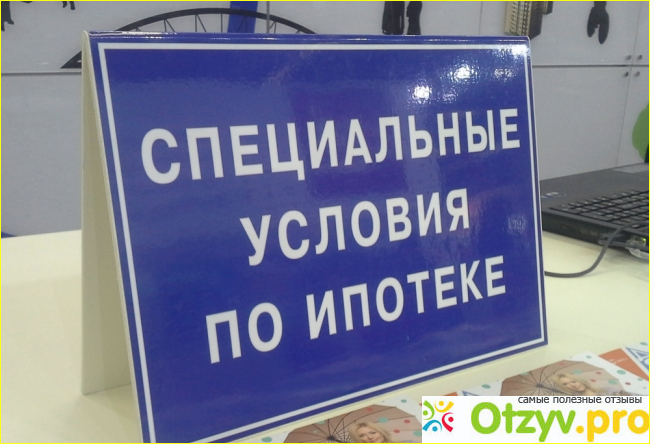 СПЕЦИАЛЬНЫЕ
УСЛОВИЯ
ПО ИПОТЕКЕ
самые полезные отзывы
Otzyv.pro